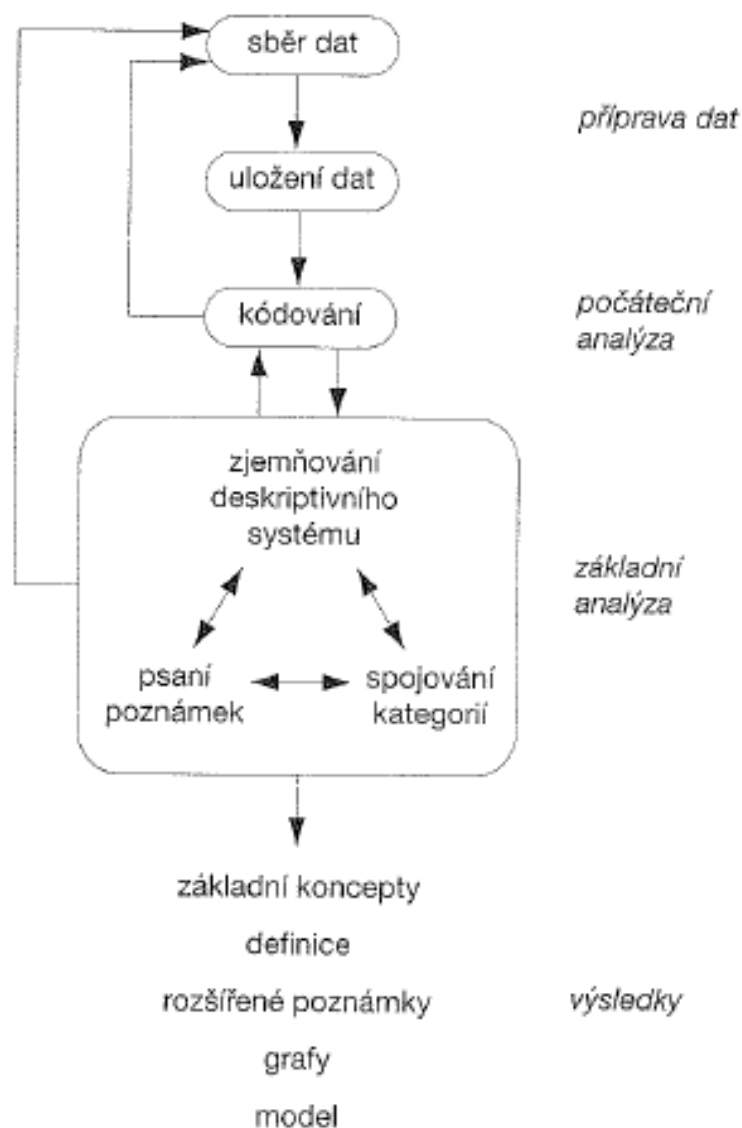 sběr dat
příprava dat
uložení dat
kódování
počáteční
analýza
zjemňování
deskriptivního
systému
základní
analýza
psaní
poznámek
spojování
kategorií
základní koncepty
definice
rozšířené poznámky
výsledky
grafy
model